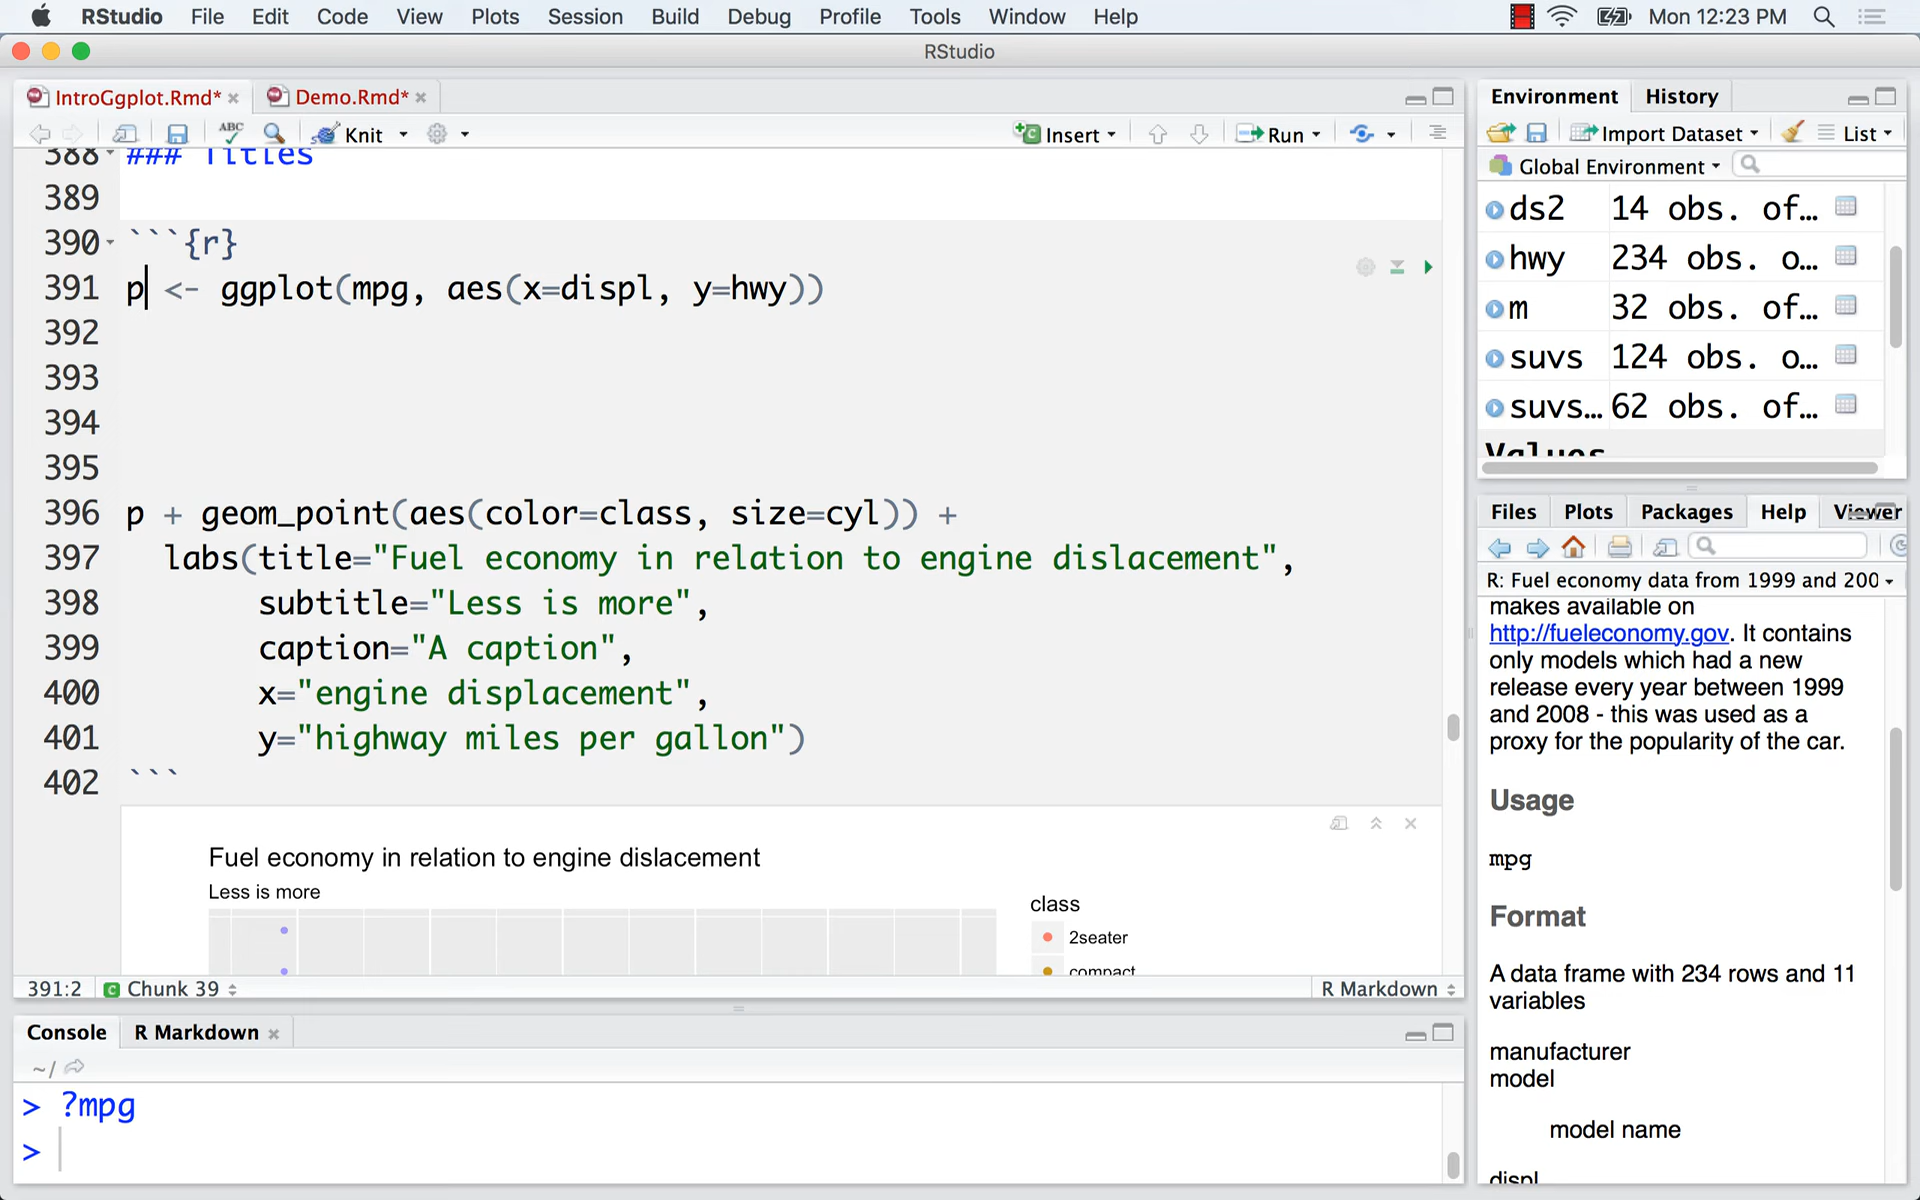 RStudio File Edit Code View Plots Session Build Debug Profile Tools Window Help Mon 12:23 PM
RStudio
IntroGgplot.Rmd* Demo.Rmd*
ABC Knit Insert Run
388 ### Titles
389
390 ```{r}
391 p <- ggplot(mpg, aes(x=displ, y=hwy))
392
393
394
395
396 p + geom_point(aes(color=class, size=cyl)) +
397 labs(title="Fuel economy in relation to engine dislacement",
398 subtitle="Less is more",
399 caption="A caption",
400 x="engine displacement",
401 y="highway miles per gallon")
402 ```
Fuel economy in relation to engine dislacement
Less is more
class
2seater
compact
391:2 C Chunk 39 R Markdown
Console R Markdown
~/
> ?mpg
>
Environment History
Import Dataset List
Global Environment
ds2 14 obs. of…
hwy 234 obs. o…
m 32 obs. of…
suvs 124 obs. o…
suvs… 62 obs. of…
Values
Files Plots Packages Help Viewer
R: Fuel economy data from 1999 and 200
makes available on
http://fueleconomy.gov. It contains
only models which had a new
release every year between 1999
and 2008 - this was used as a
proxy for the popularity of the car.
Usage
mpg
Format
A data frame with 234 rows and 11
variables
manufacturer
model
model name
displ